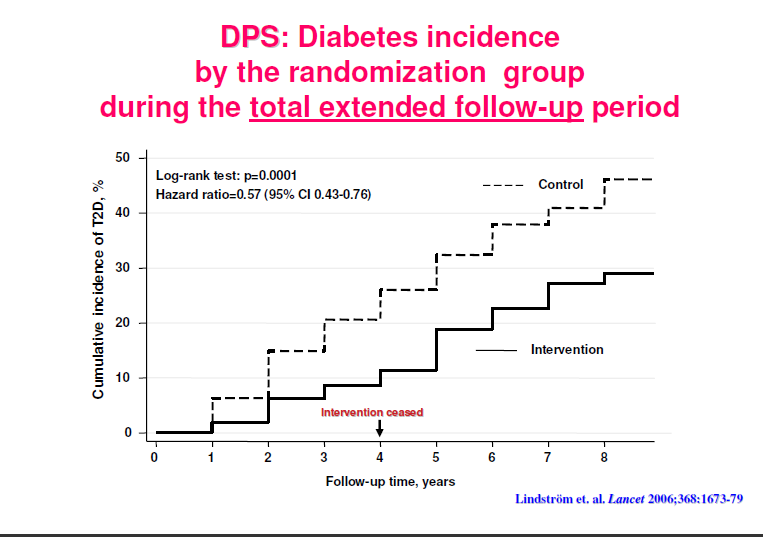 DPS: Diabetes incidence
by the randomization group
during the total extended follow-up period
50
Log-rank test: p=0.0001
Hazard ratio=0.57 (95% CI 0.43-0.76)
Control
Cumulative incidence of T2D, %
40
30
20
Intervention
10
Intervention ceased
0
0 1 2 3 4 5 6 7 8
Follow-up time, years
Lindström et. al. Lancet 2006;368:1673-79